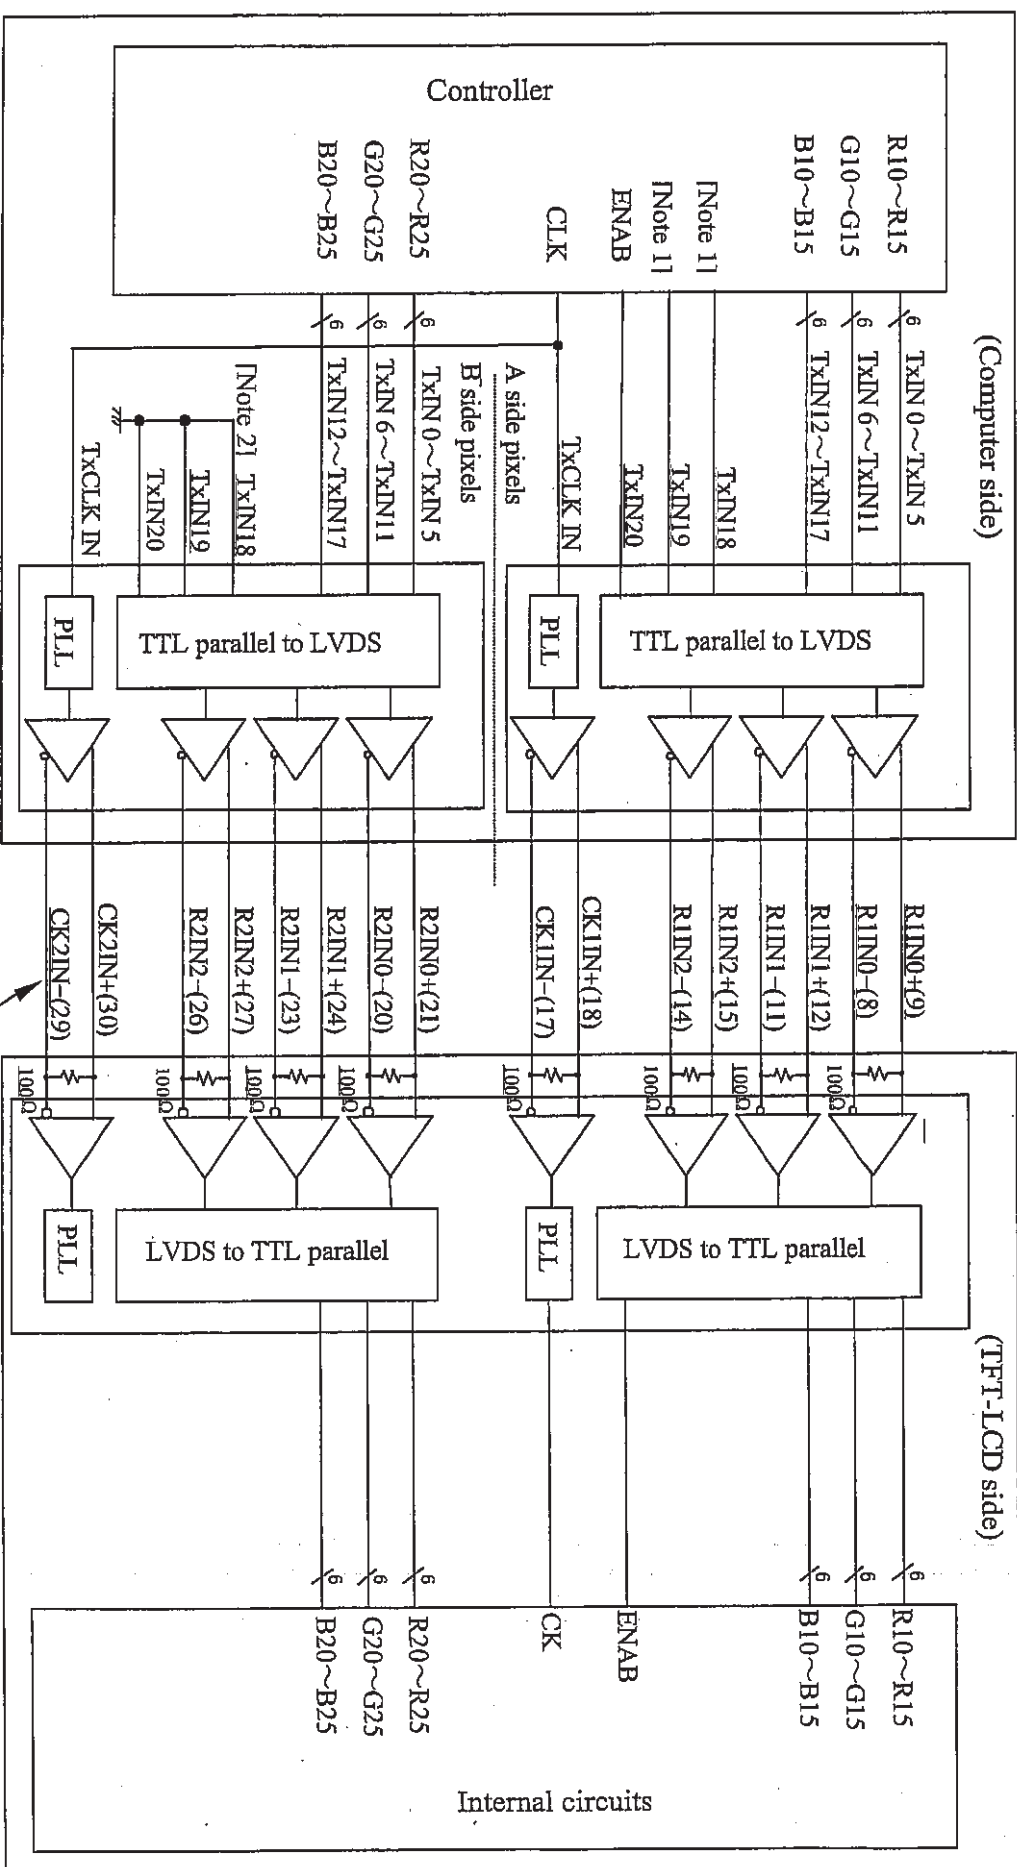 (Computer side)
(TFT-LCD side)
Controller
R10～R15
G10～G15
B10～B15
[Note 1]
[Note 1]
ENAB
CLK
R20～R25
G20～G25
B20～B25
6
6
6
6
6
6
TxIN 0～TxIN 5
TxIN 6～TxIN11
TxIN12～TxIN17
TxIN18
TxIN19
TxIN20
TxCLK IN
A side pixels
B side pixels
TxIN 0～TxIN 5
TxIN 6～TxIN11
TxIN12～TxIN17
[Note 2] TxIN18
TxIN19
TxIN20
TxCLK IN
TTL parallel to LVDS
PLL
TTL parallel to LVDS
PLL
R1IN0+(9)
R1IN0−(8)
R1IN1+(12)
R1IN1−(11)
R1IN2+(15)
R1IN2−(14)
CK1IN+(18)
CK1IN−(17)
R2IN0+(21)
R2IN0−(20)
R2IN1+(24)
R2IN1−(23)
R2IN2+(27)
R2IN2−(26)
CK2IN+(30)
CK2IN−(29)
100Ω
100Ω
100Ω
100Ω
100Ω
100Ω
100Ω
100Ω
LVDS to TTL parallel
PLL
LVDS to TTL parallel
PLL
6
6
6
6
6
6
R10～R15
G10～G15
B10～B15
ENAB
CK
R20～R25
G20～G25
B20～B25
Internal circuits